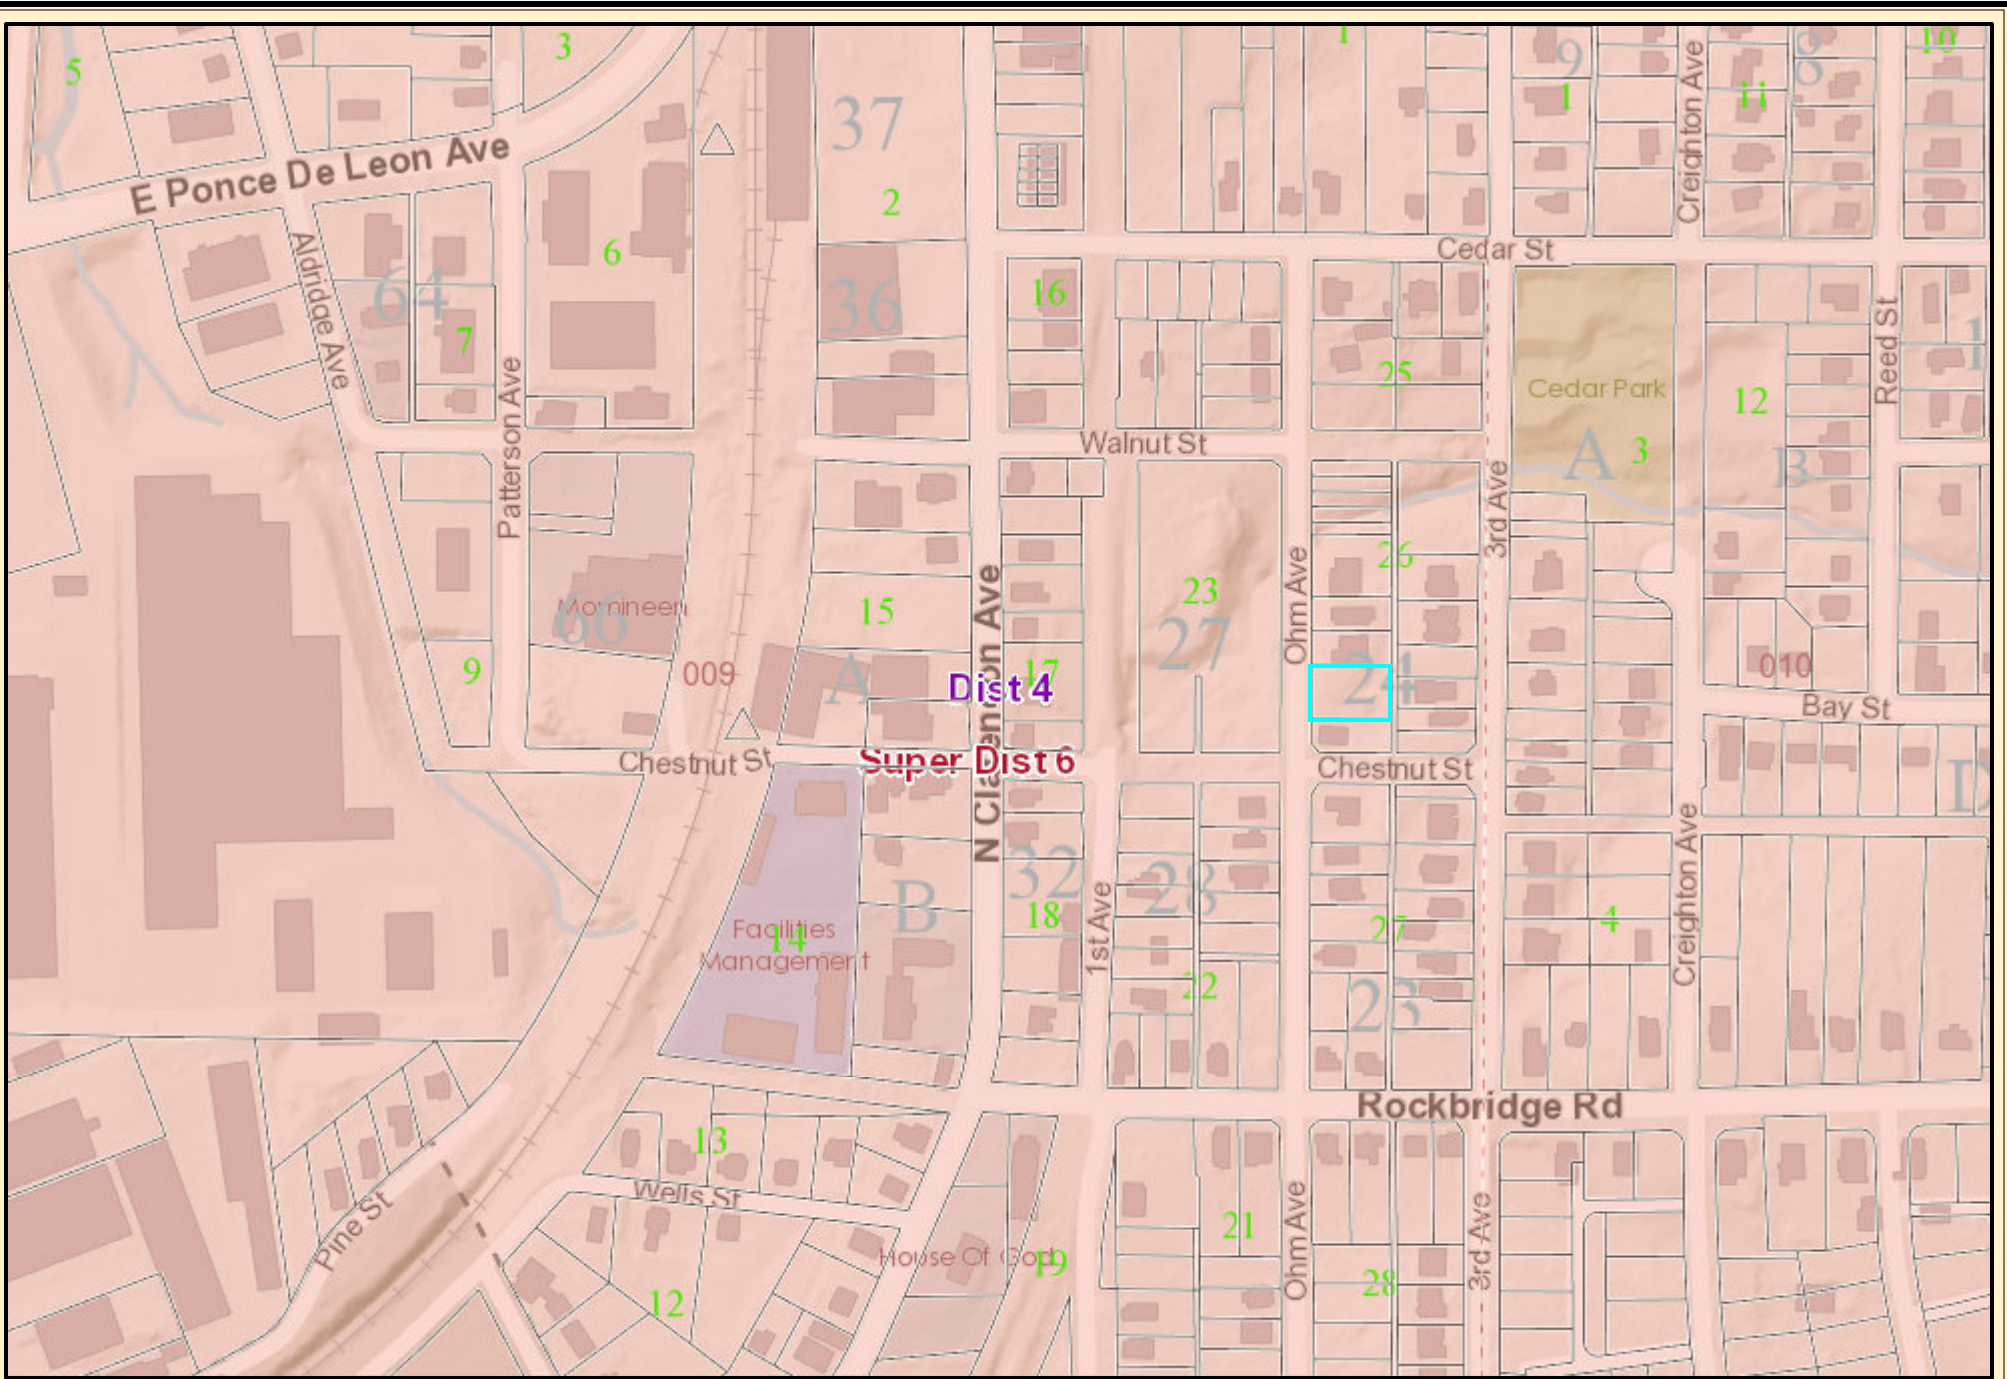 5
3
1
9
8
10
1
11
37
Creighton Ave
E Ponce De Leon Ave
2
6
Cedar St
Aldridge Ave
64
7
36
16
25
Cedar Park
12
Reed St
Patterson Ave
Walnut St
A
3
B
3rd Ave
26
Ohm Ave
Momineen
66
15
23
27
9
009
A
17
24
010
Dist 4
N Clarendon Ave
Bay St
Chestnut St
Super Dist 6
Chestnut St
D
32
28
B
18
1st Ave
27
4
Creighton Ave
Facilities
14
Management
22
23
Rockbridge Rd
13
Wells St
Pine St
21
Ohm Ave
3rd Ave
House Of God
19
28
12